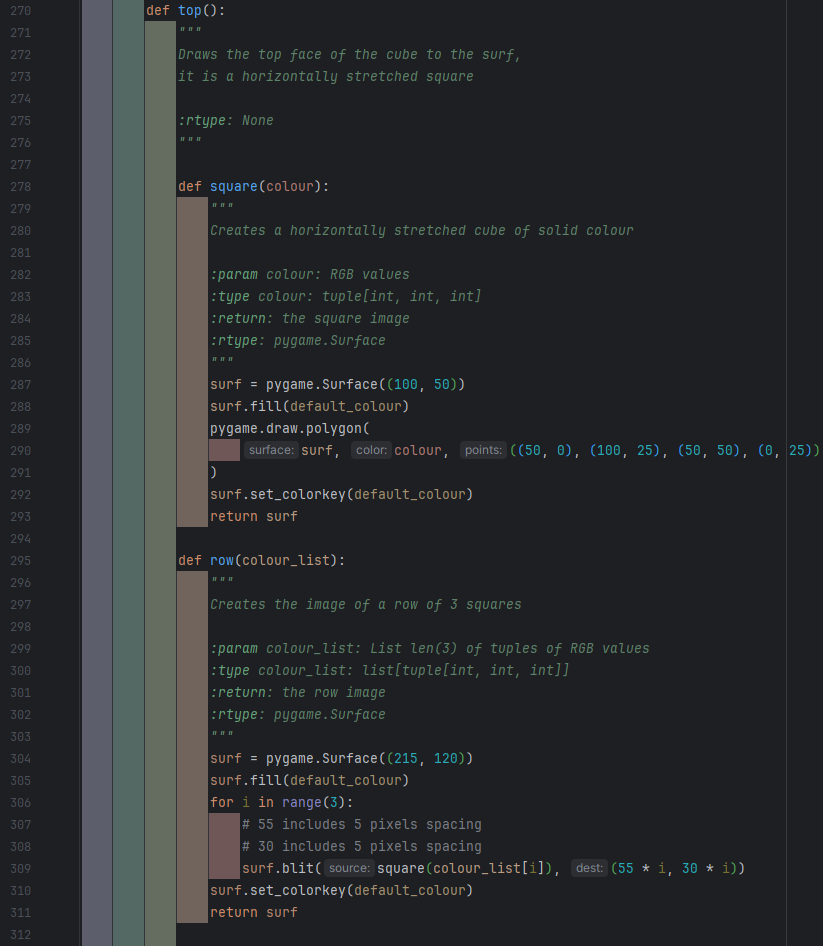 270 def top():
271 """
272 Draws the top face of the cube to the surf,
273 it is a horizontally stretched square
274
275 :rtype: None
276 """
277
278 def square(colour):
279 """
280 Creates a horizontally stretched cube of solid colour
281
282 :param colour: RGB values
283 :type colour: tuple[int, int, int]
284 :return: the square image
285 :rtype: pygame.Surface
286 """
287 surf = pygame.Surface((100, 50))
288 surf.fill(default_colour)
289 pygame.draw.polygon(
290 surface: surf, color: colour, points: ((50, 0), (100, 25), (50, 50), (0, 25))
291 )
292 surf.set_colorkey(default_colour)
293 return surf
294
295 def row(colour_list):
296 """
297 Creates the image of a row of 3 squares
298
299 :param colour_list: List len(3) of tuples of RGB values
300 :type colour_list: list[tuple[int, int, int]]
301 :return: the row image
302 :rtype: pygame.Surface
303 """
304 surf = pygame.Surface((215, 120))
305 surf.fill(default_colour)
306 for i in range(3):
307 # 55 includes 5 pixels spacing
308 # 30 includes 5 pixels spacing
309 surf.blit( source: square(colour_list[i]), dest: (55 * i, 30 * i))
310 surf.set_colorkey(default_colour)
311 return surf
312